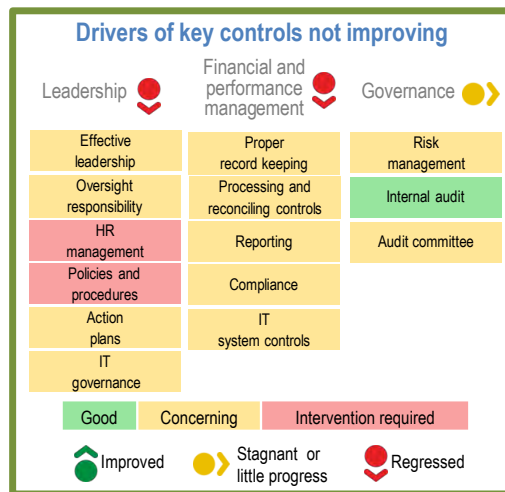 Drivers of key controls not improving
Leadership
Financial and
performance
management
Governance
Effective
leadership
Oversight
responsibility
HR
management
Policies and
procedures
Action
plans
IT
governance
Proper
record keeping
Processing and
reconciling controls
Reporting
Compliance
IT
system controls
Risk
management
Internal audit
Audit committee
Good
Concerning
Intervention required
Improved
Stagnant or
little progress
Regressed